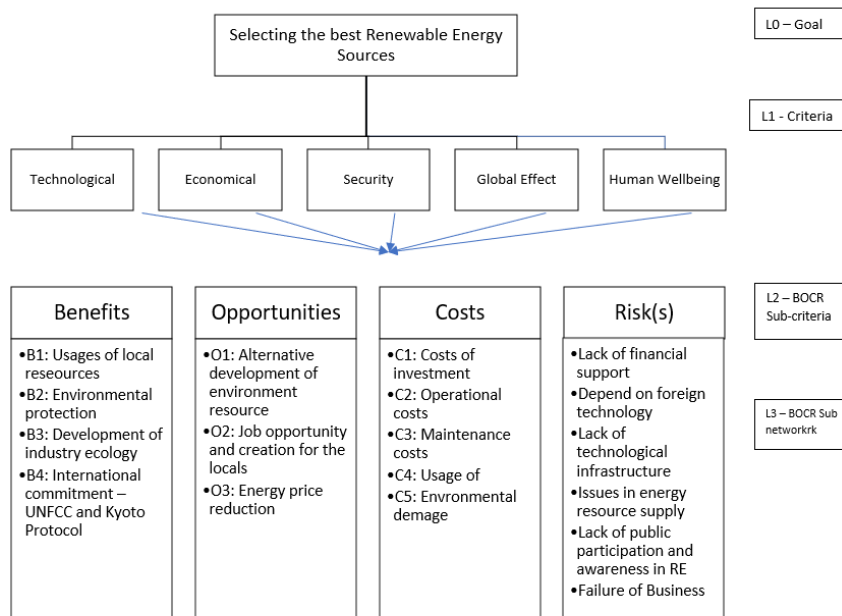 Selecting the best Renewable Energy
Sources
L0 – Goal
L1 - Criteria
Technological
Economical
Security
Global Effect
Human Wellbeing
Benefits
•B1: Usages of local
reseources
•B2: Environmental
protection
•B3: Development of
industry ecology
•B4: International
commitment –
UNFCC and Kyoto
Protocol
Opportunities
•O1: Alternative
development of
environment
resource
•O2: Job opportunity
and creation for the
locals
•O3: Energy price
reduction
Costs
•C1: Costs of
investment
•C2: Operational
costs
•C3: Maintenance
costs
•C4: Usage of
•C5: Envronmental
demage
Risk(s)
•Lack of financial
support
•Depend on foreign
technology
•Lack of
technological
infrastructure
•Issues in energy
resource supply
•Lack of public
participation and
awareness in RE
•Failure of Business
L2 – BOCR
Sub-criteria
L3 – BOCR Sub
networkrk